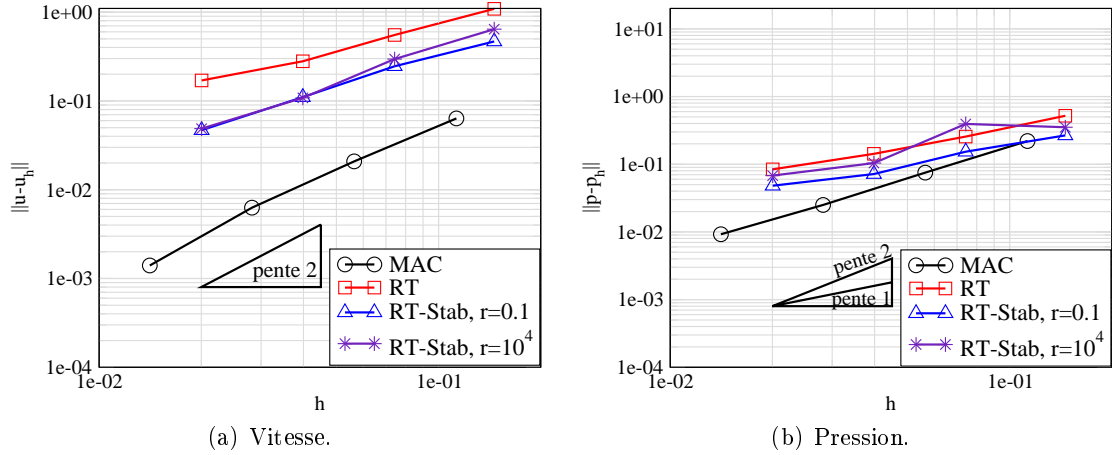 1e+00
1e-01
1e-02
1e-03
1e-04
||u-u_h||
1e-02
1e-01
h
pente 2
MAC
RT
RT-Stab, r=0.1
RT-Stab, r=10^4
(a) Vitesse.
1e+01
1e+00
1e-01
1e-02
1e-03
1e-04
||p-p_h||
1e-02
1e-01
h
pente 2
pente 1
MAC
RT
RT-Stab, r=0.1
RT-Stab, r=10^4
(b) Pression.